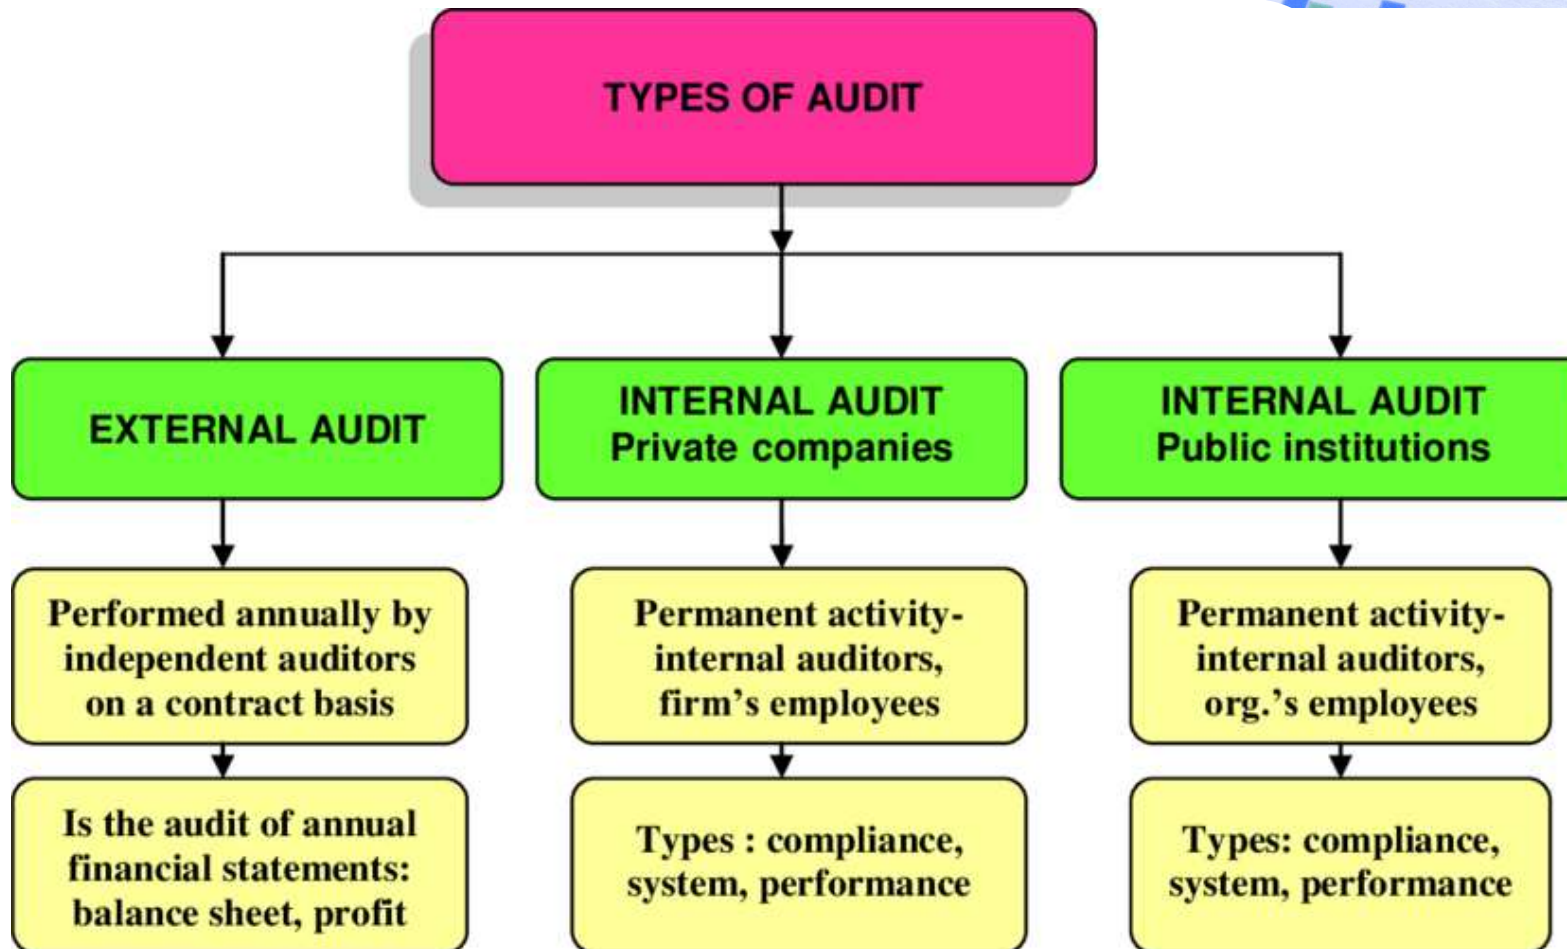 TYPES OF AUDIT
EXTERNAL AUDIT
INTERNAL AUDIT
Private companies
INTERNAL AUDIT
Public institutions
Performed annually by
independent auditors
on a contract basis
Permanent activity-
internal auditors,
firm's employees
Permanent activity-
internal auditors,
org.'s employees
Is the audit of annual
financial statements:
balance sheet, profit
Types : compliance,
system, performance
Types: compliance,
system, performance